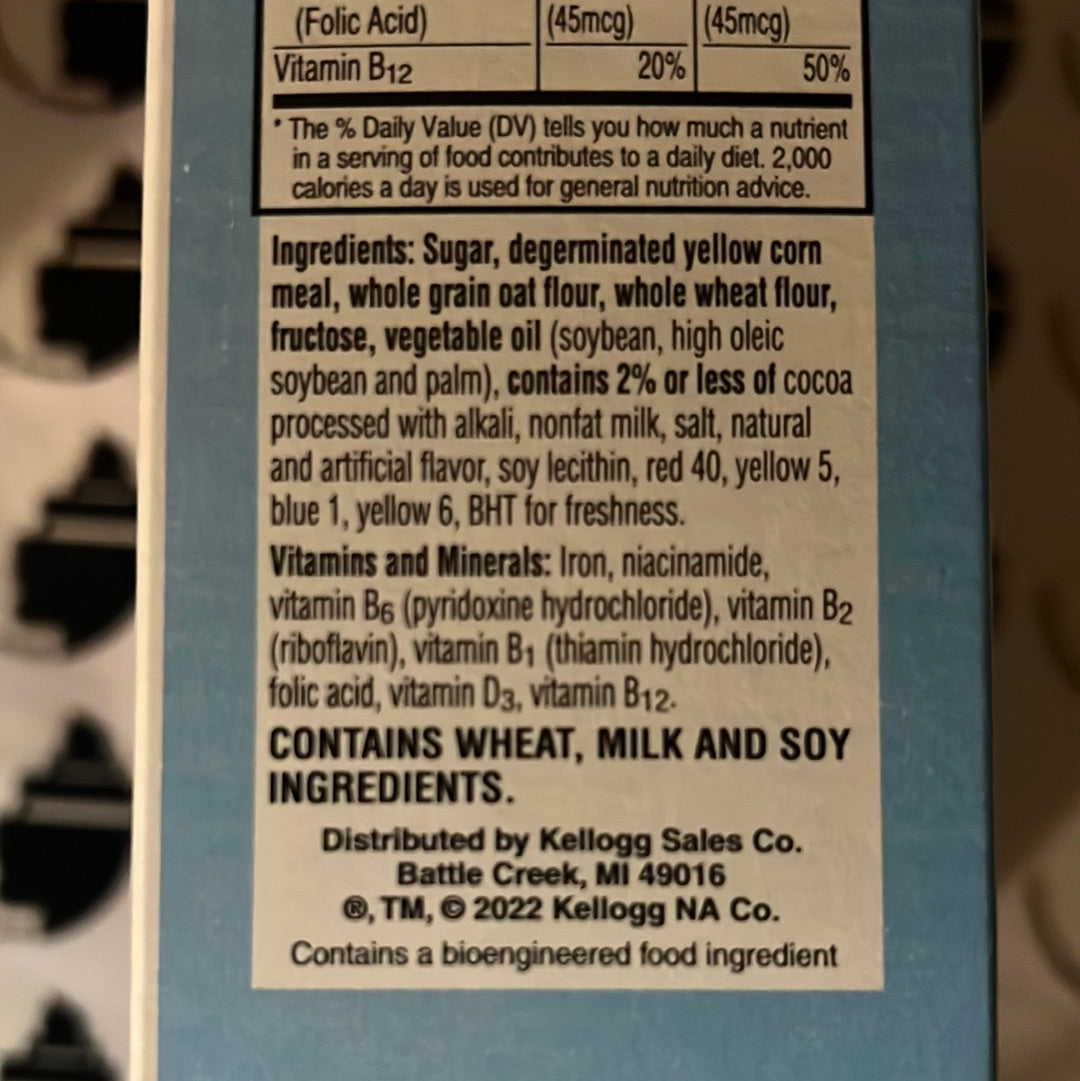 (Folic Acid) (45mcg) (45mcg)
Vitamin B12 20% 50%
* The % Daily Value (DV) tells you how much a nutrient
in a serving of food contributes to a daily diet. 2,000
calories a day is used for general nutrition advice.
Ingredients: Sugar, degerminated yellow corn
meal, whole grain oat flour, whole wheat flour,
fructose, vegetable oil (soybean, high oleic
soybean and palm), contains 2% or less of cocoa
processed with alkali, nonfat milk, salt, natural
and artificial flavor, soy lecithin, red 40, yellow 5,
blue 1, yellow 6, BHT for freshness.
Vitamins and Minerals: Iron, niacinamide,
vitamin B6 (pyridoxine hydrochloride), vitamin B2
(riboflavin), vitamin B1 (thiamin hydrochloride),
folic acid, vitamin D3, vitamin B12.
CONTAINS WHEAT, MILK AND SOY
INGREDIENTS.
Distributed by Kellogg Sales Co.
Battle Creek, MI 49016
®, TM, © 2022 Kellogg NA Co.
Contains a bioengineered food ingredient